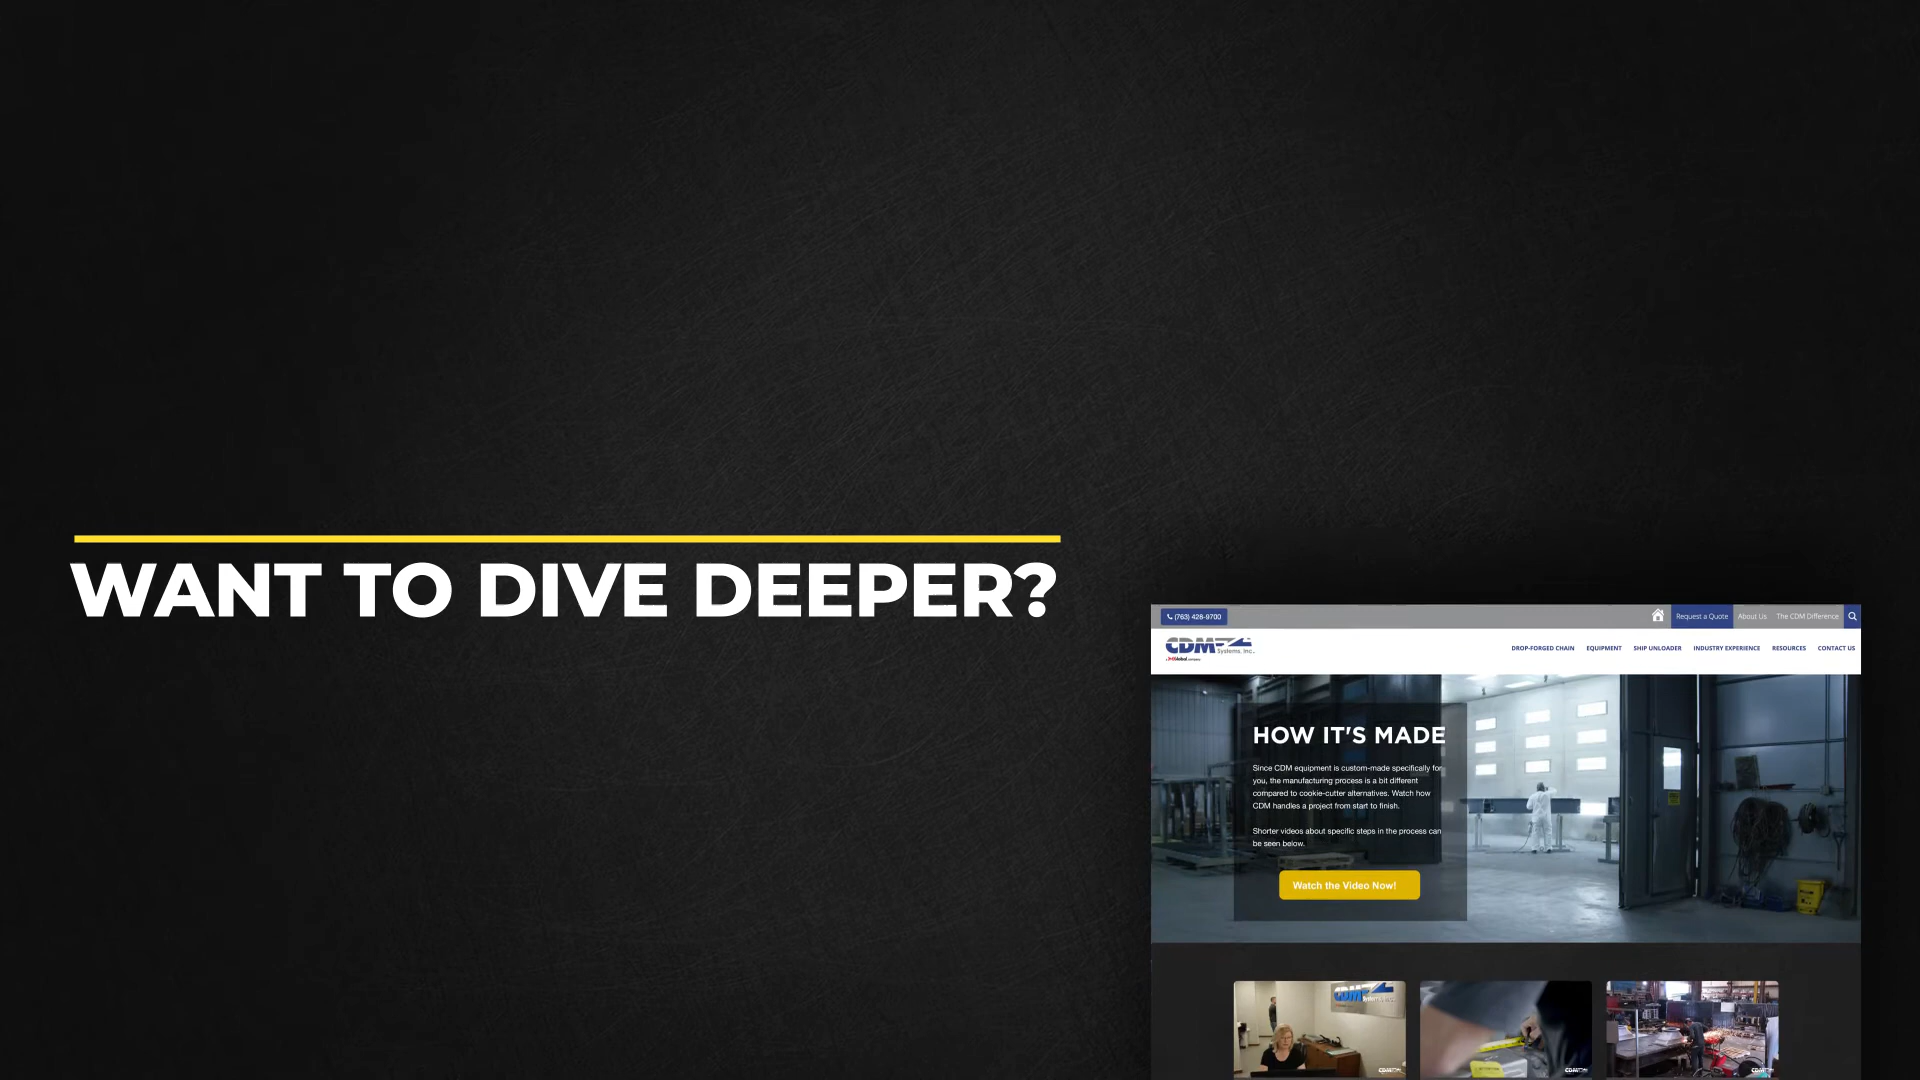 WANT TO DIVE DEEPER?
(763) 428-9700
Request a Quote
About Us
The CDM Difference
CDM
Systems, Inc.
DROP-FORGED CHAIN
EQUIPMENT
SHIP UNLOADER
INDUSTRY EXPERIENCE
RESOURCES
CONTACT US
HOW IT'S MADE
Since CDM equipment is custom-made specifically for
you, the manufacturing process is a bit different
compared to cookie-cutter alternatives. Watch how
CDM handles a project from start to finish.
Shorter videos about specific steps in the process can
be seen below.
Watch the Video Now!
CDM
CDM
CDM
CDM